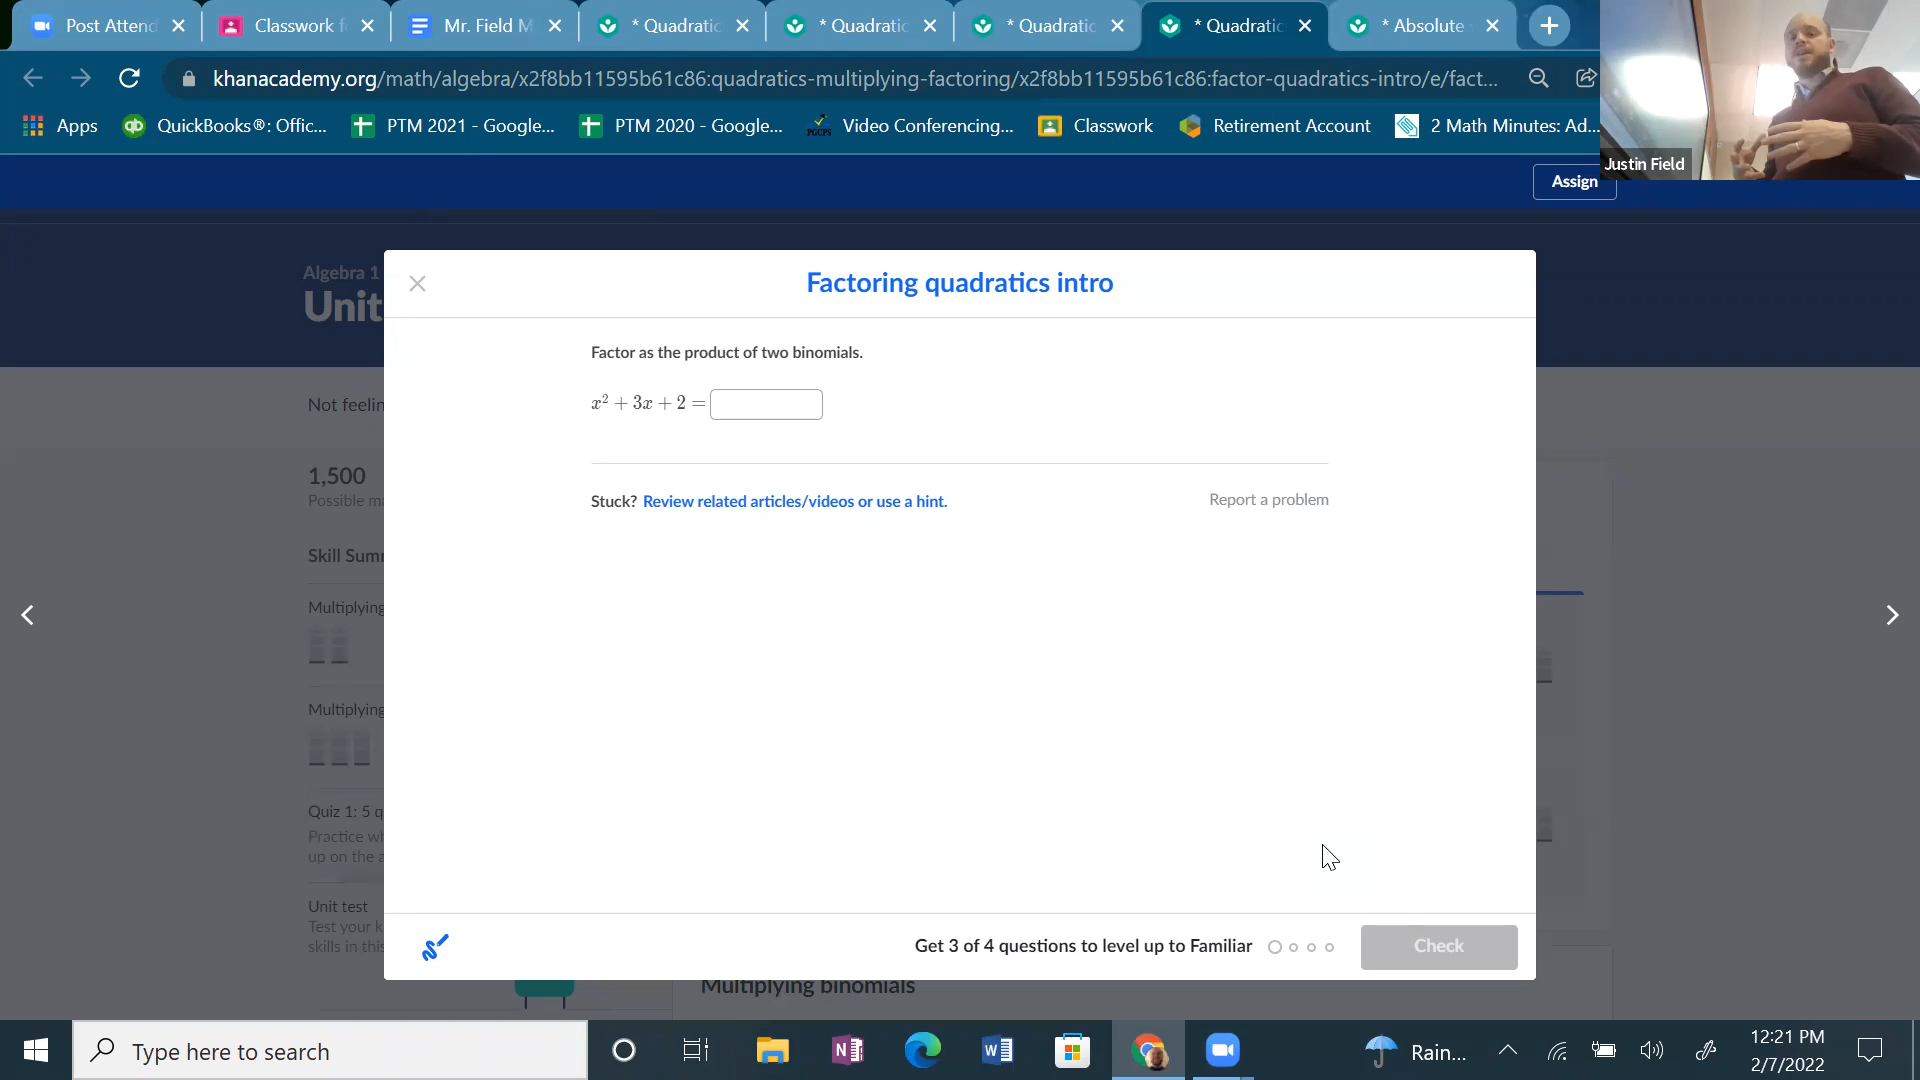 Post Attend
Classwork f
Mr. Field M
* Quadratic
* Quadratic
* Quadratic
* Quadratic
* Absolute
khanacademy.org/math/algebra/x2f8bb11595b61c86:quadratics-multiplying-factoring/x2f8bb11595b61c86:factor-quadratics-intro/e/fact...
Apps
QuickBooks®: Offic...
PTM 2021 - Google...
PTM 2020 - Google...
PGCPS
Video Conferencing...
Classwork
Retirement Account
2 Math Minutes: Ad...
Justin Field
Assign
Algebra 1
Unit
Factoring quadratics intro
Factor as the product of two binomials.
x² + 3x + 2 =
Stuck? Review related articles/videos or use a hint.
Report a problem
Not feelin
1,500
Possible ma
Skill Summ
Multiplying
Multiplying
Quiz 1: 5 q
Practice wh
up on the a
Unit test
Test your k
skills in this
Get 3 of 4 questions to level up to Familiar
Check
Multiplying binomials
Type here to search
Rain...
12:21 PM
2/7/2022